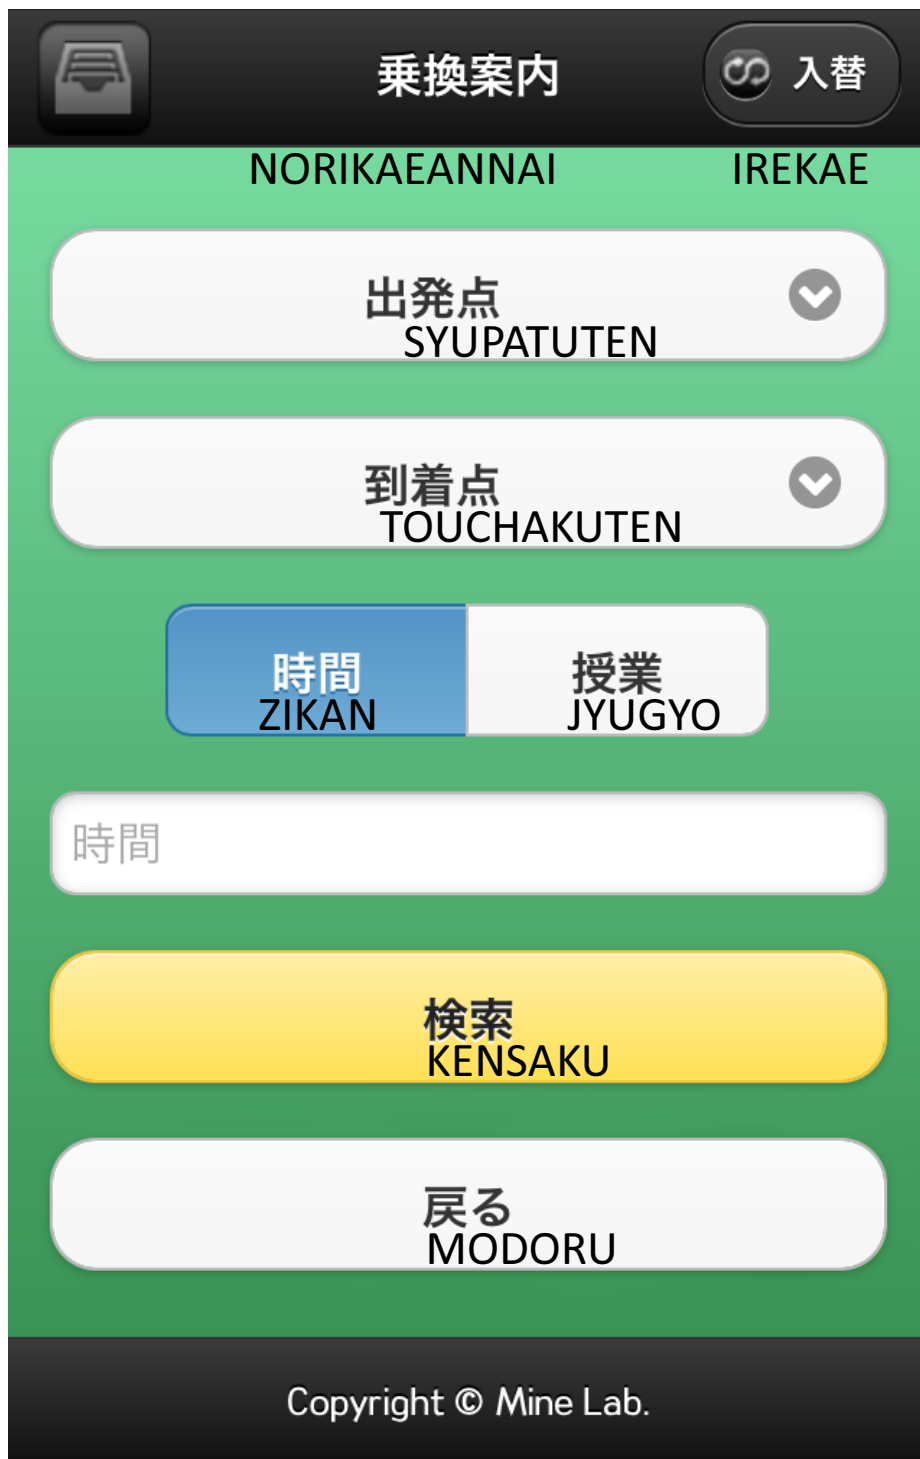 乗換案内
入替
NORIKAEANNAI
IREKAE
出発点
SYUPATUTEN
到着点
TOUCHAKUTEN
時間
授業
ZIKAN
JYUGYO
時間
検索
KENSAKU
戻る
MODORU
Copyright © Mine Lab.